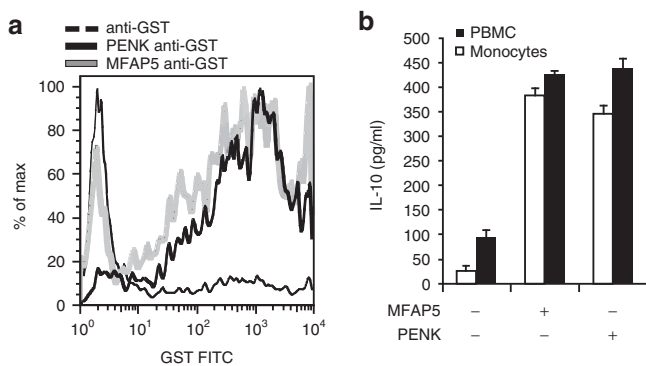 a
anti-GST
PENK anti-GST
MFAP5 anti-GST
% of max
100
80
60
40
20
0
10^0 10^1 10^2 10^3 10^4
GST FITC
b
PBMC
Monocytes
IL-10 (pg/ml)
500
450
400
350
300
250
200
150
100
50
0
MFAP5 – + –
PENK – – +